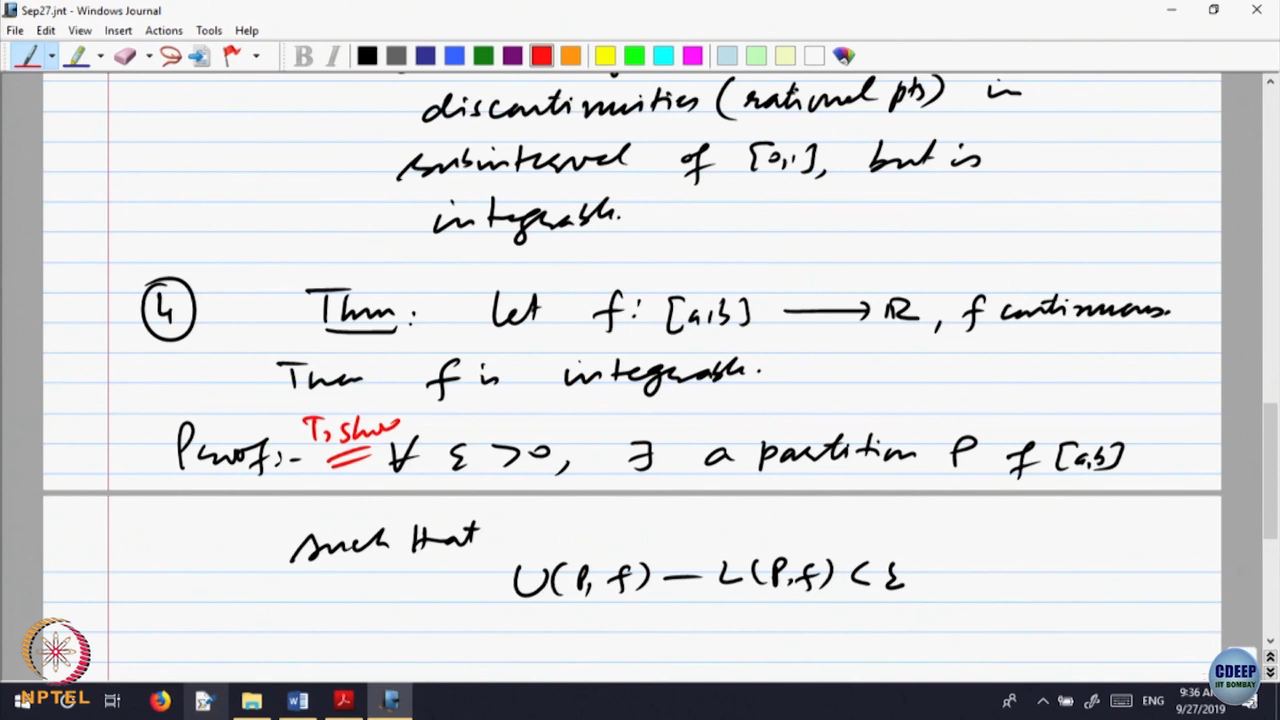 Sep27.jnt - Windows Journal
File Edit View Insert Actions Tools Help
discontinuities (rational pts) in
subinterval of [0,1], but is
integrable.
4 Thm: Let f: [a,b] ⟶ ℝ, f continuous.
Then f is integrable.
To show
Proof:- ∀ ε > 0, ∃ a partition P of [a,b]
such that
U(P, f) — L(P, f) < ε
NPTEL
CDEEP
IIT BOMBAY
ENG
9:36 A
9/27/2019